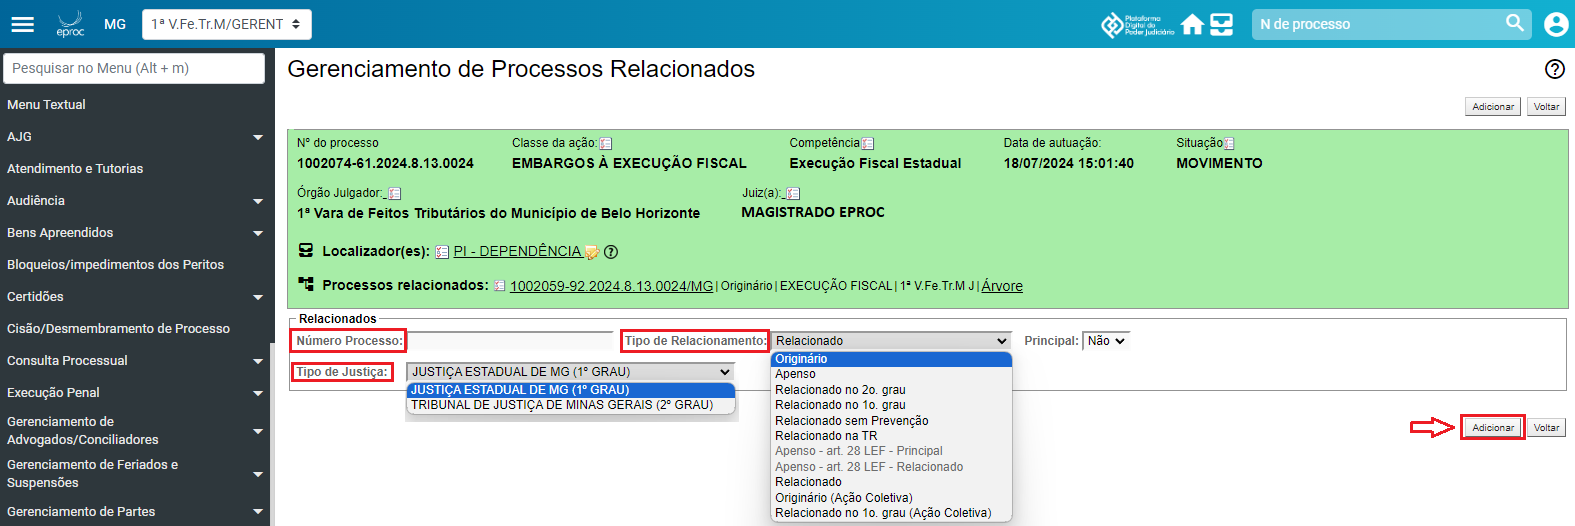 eproc MG 1ª V.Fe.Tr.M/GERENT Plataforma Digital do Poder Judiciário N de processo
Pesquisar no Menu (Alt + m)
Menu Textual
AJG
Atendimento e Tutorias
Audiência
Bens Apreendidos
Bloqueios/impedimentos dos Peritos
Certidões
Cisão/Desmembramento de Processo
Consulta Processual
Execução Penal
Gerenciamento de
Advogados/Conciliadores
Gerenciamento de Feriados e
Suspensões
Gerenciamento de Partes
Gerenciamento de Processos Relacionados
Adicionar Voltar
Nº do processo Classe da ação: Competência Data de autuação: Situação
1002074-61.2024.8.13.0024 EMBARGOS À EXECUÇÃO FISCAL Execução Fiscal Estadual 18/07/2024 15:01:40 MOVIMENTO
Órgão Julgador: Juiz(a):
1ª Vara de Feitos Tributários do Município de Belo Horizonte MAGISTRADO EPROC
Localizador(es): PI - DEPENDÊNCIA
Processos relacionados: 1002059-92.2024.8.13.0024/MG | Originário | EXECUÇÃO FISCAL | 1ª V.Fe.Tr.M J | Árvore
Relacionados
Número Processo: Tipo de Relacionamento: Relacionado Principal: Não
Tipo de Justiça: JUSTIÇA ESTADUAL DE MG (1º GRAU)
JUSTIÇA ESTADUAL DE MG (1º GRAU)
TRIBUNAL DE JUSTIÇA DE MINAS GERAIS (2º GRAU)
Originário
Apenso
Relacionado no 2o. grau
Relacionado no 1o. grau
Relacionado sem Prevenção
Relacionado na TR
Apenso - art. 28 LEF - Principal
Apenso - art. 28 LEF - Relacionado
Relacionado
Originário (Ação Coletiva)
Relacionado no 1o. grau (Ação Coletiva)
Adicionar Voltar